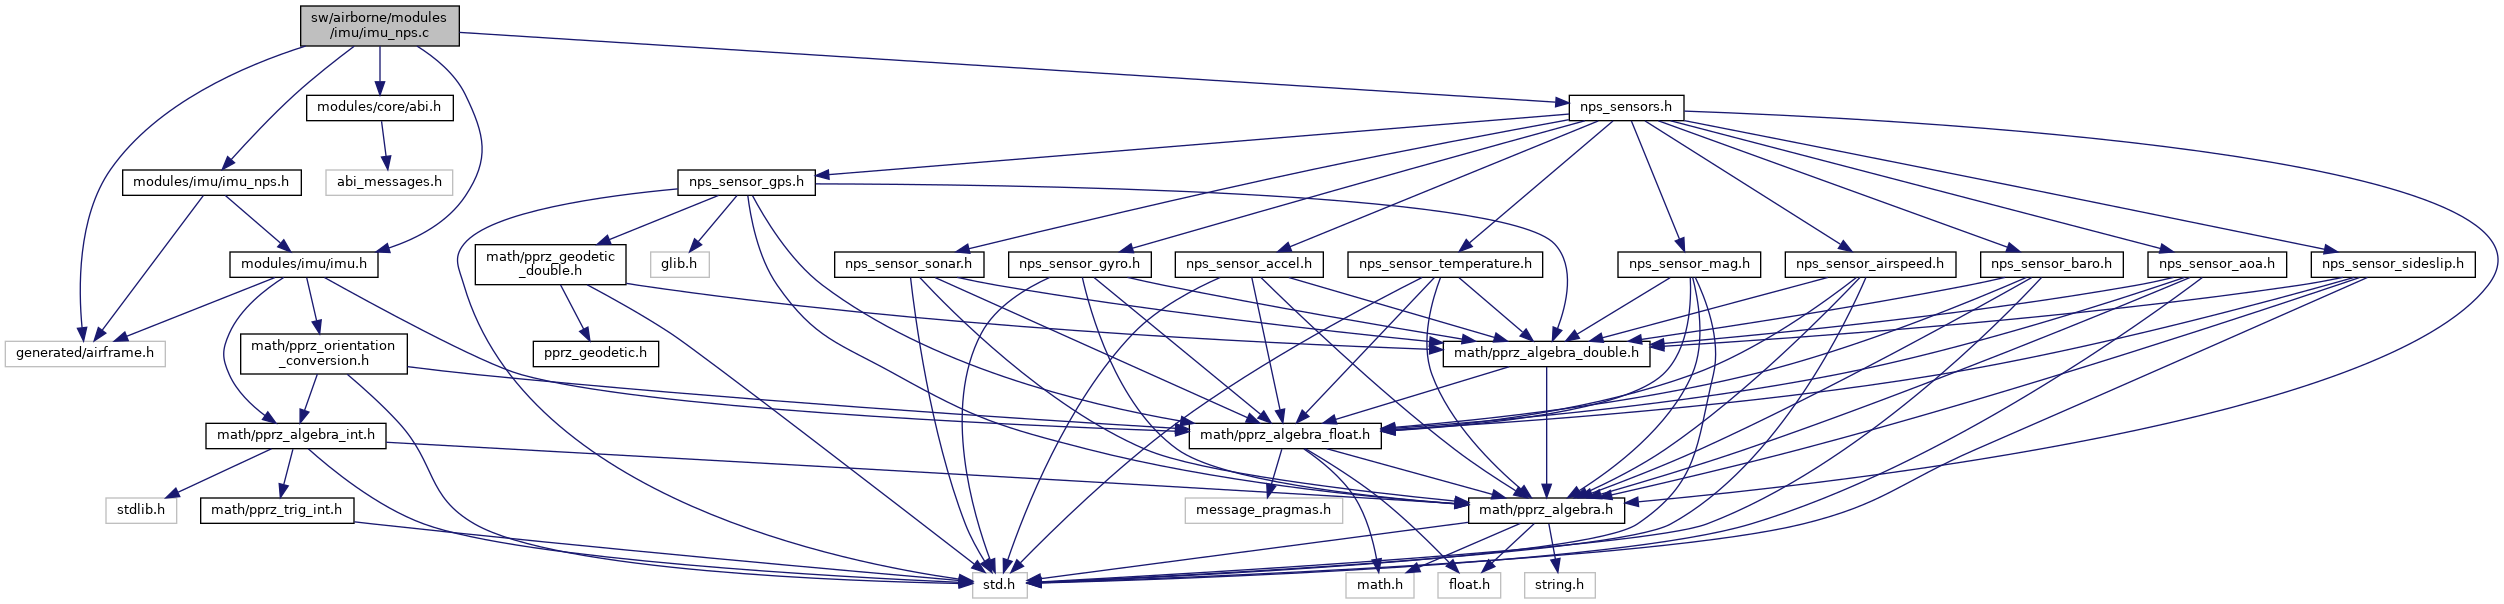 sw/airborne/modules
/imu/imu_nps.c
modules/core/abi.h
nps_sensors.h
modules/imu/imu_nps.h
abi_messages.h
nps_sensor_gps.h
modules/imu/imu.h
math/pprz_geodetic
_double.h
glib.h
nps_sensor_sonar.h
nps_sensor_gyro.h
nps_sensor_accel.h
nps_sensor_temperature.h
nps_sensor_mag.h
nps_sensor_airspeed.h
nps_sensor_baro.h
nps_sensor_aoa.h
nps_sensor_sideslip.h
generated/airframe.h
math/pprz_orientation
_conversion.h
pprz_geodetic.h
math/pprz_algebra_double.h
math/pprz_algebra_int.h
math/pprz_algebra_float.h
stdlib.h
math/pprz_trig_int.h
message_pragmas.h
math/pprz_algebra.h
std.h
math.h
float.h
string.h